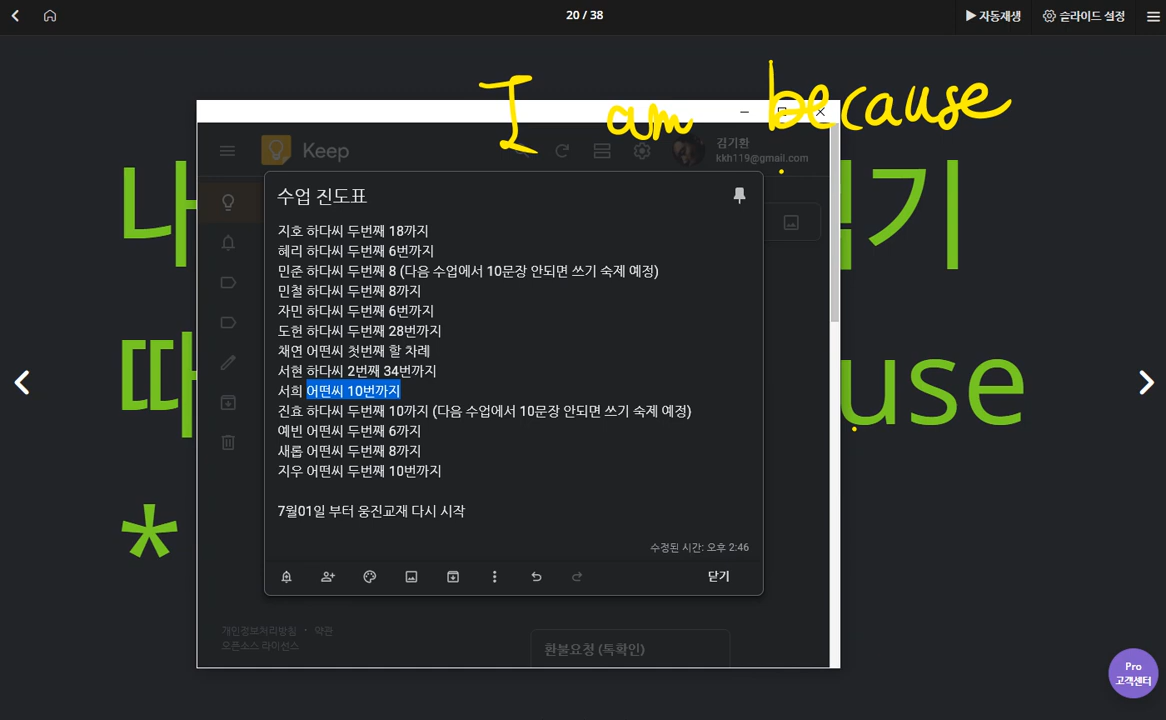 20 / 38
자동재생
슬라이드 설정
I am because
Keep
김기환
kkh119@gmail.com
내
기
수업 진도표
지호 하다씨 두번째 18까지
혜리 하다씨 두번째 6번까지
민준 하다씨 두번째 8 (다음 수업에서 10문장 안되면 쓰기 숙제 예정)
민철 하다씨 두번째 8까지
자민 하다씨 두번째 6번까지
도현 하다씨 두번째 28번까지
채연 어떤씨 첫번째 할 차례
서현 하다씨 2번째 34번까지
서희 어떤씨 10번까지
때
use
진효 하다씨 두번째 10까지 (다음 수업에서 10문장 안되면 쓰기 숙제 예정)
예빈 어떤씨 두번째 6까지
새롭 어떤씨 두번째 8까지
지우 어떤씨 두번째 10번까지
7월01일 부터 웅진교재 다시 시작
*
수정된 시간: 오후 2:46
닫기
개인정보처리방침 · 약관
오픈소스 라이선스
환불요청 (톡확인)
Pro
고객센터